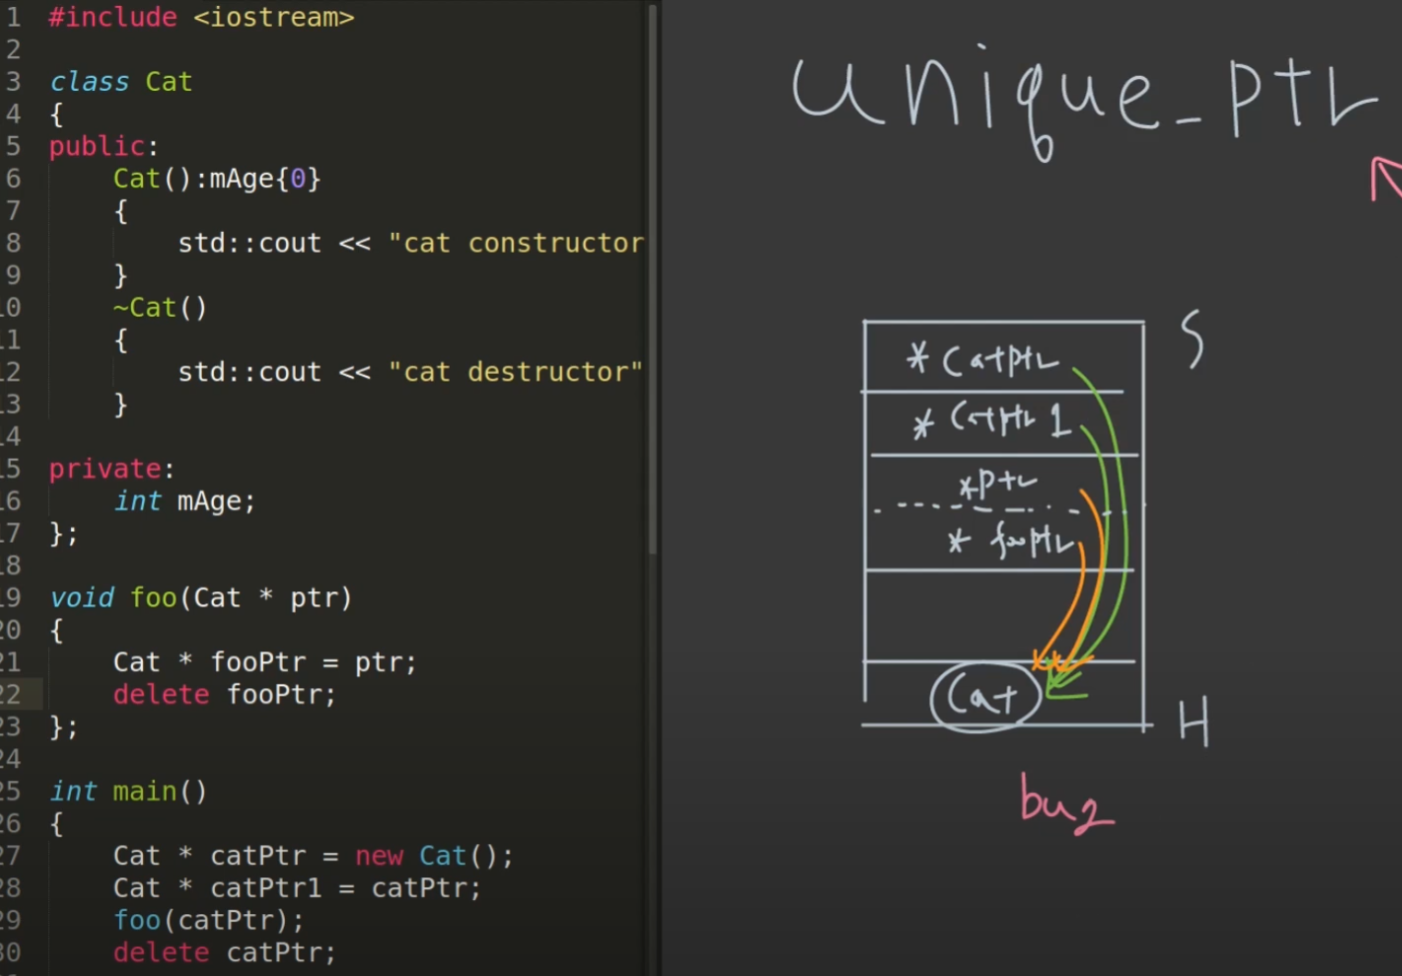 1 #include <iostream>
2
3 class Cat
4 {
5 public:
6 Cat():mAge{0}
7 {
8 std::cout << "cat constructor
9 }
10 ~Cat()
11 {
12 std::cout << "cat destructor"
13 }
14
15 private:
16 int mAge;
17 };
18
19 void foo(Cat * ptr)
20 {
21 Cat * fooPtr = ptr;
22 delete fooPtr;
23 };
24
25 int main()
26 {
27 Cat * catPtr = new Cat();
28 Cat * catPtr1 = catPtr;
29 foo(catPtr);
30 delete catPtr;
unique_ptr
S
* Catptr
* Catptr 1
*ptr
* fooptr
Cat
H
bug